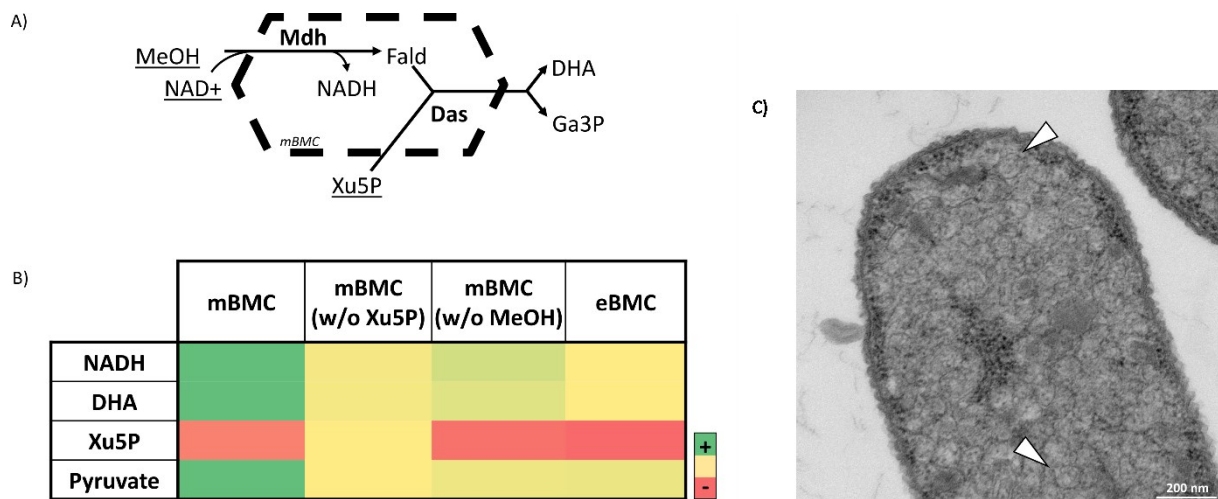 A)
MeOH
NAD+
Mdh
NADH
Fald
Das
DHA
Ga3P
mBMC
Xu5P
B)
mBMC
mBMC
(w/o Xu5P)
mBMC
(w/o MeOH)
eBMC
NADH
DHA
Xu5P
Pyruvate
+
-
C)
200 nm